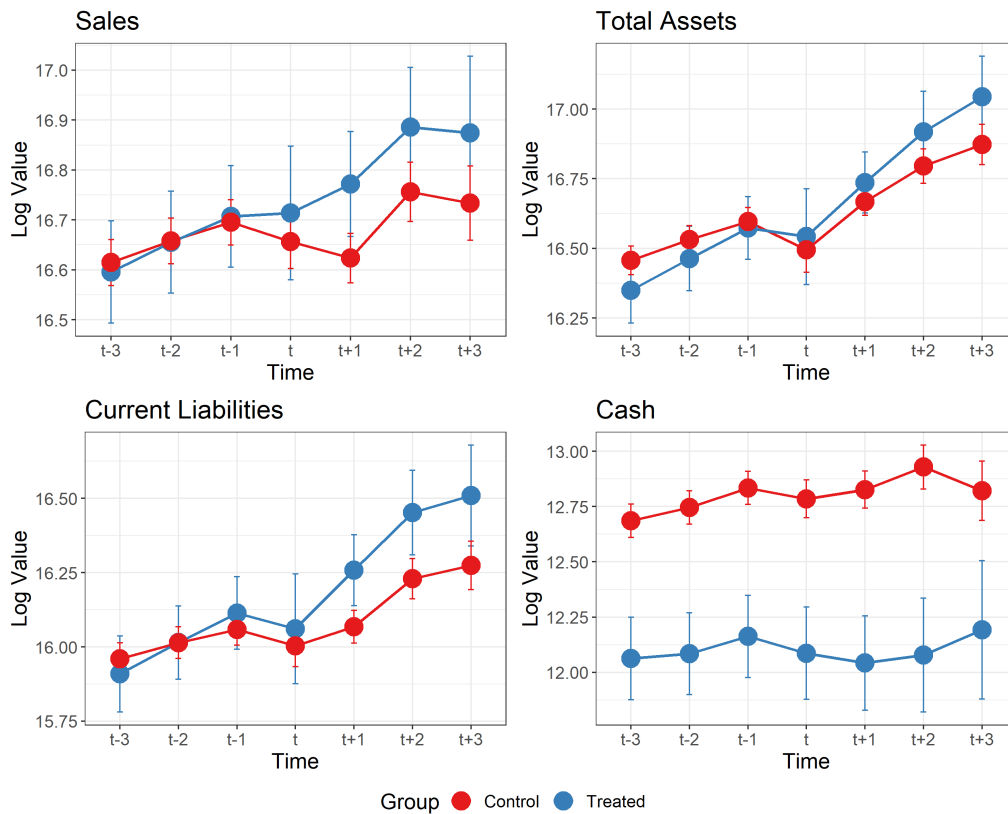 Sales
Log Value
17.0
16.9
16.8
16.7
16.6
16.5
t-3 t-2 t-1 t t+1 t+2 t+3
Time
Total Assets
Log Value
17.00
16.75
16.50
16.25
t-3 t-2 t-1 t t+1 t+2 t+3
Time
Current Liabilities
Log Value
16.50
16.25
16.00
15.75
t-3 t-2 t-1 t t+1 t+2 t+3
Time
Cash
Log Value
13.00
12.75
12.50
12.25
12.00
t-3 t-2 t-1 t t+1 t+2 t+3
Time
Group Control Treated